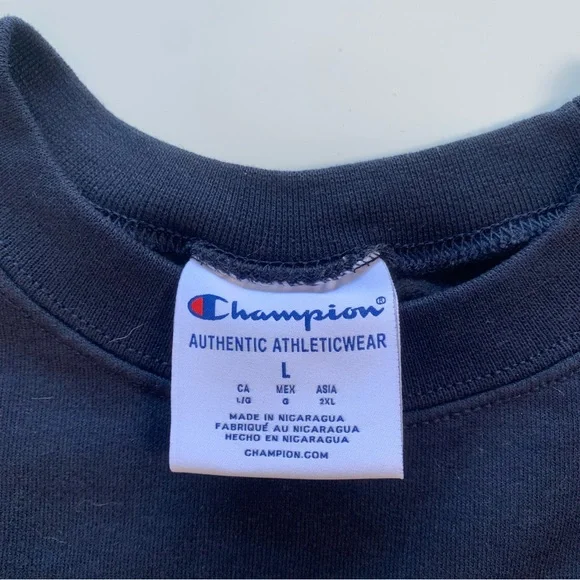 Champion®
AUTHENTIC ATHLETICWEAR
L
CA MEX ASIA
L/G G 2XL
MADE IN NICARAGUA
FABRIQUÉ AU NICARAGUA
HECHO EN NICARAGUA
CHAMPION.COM